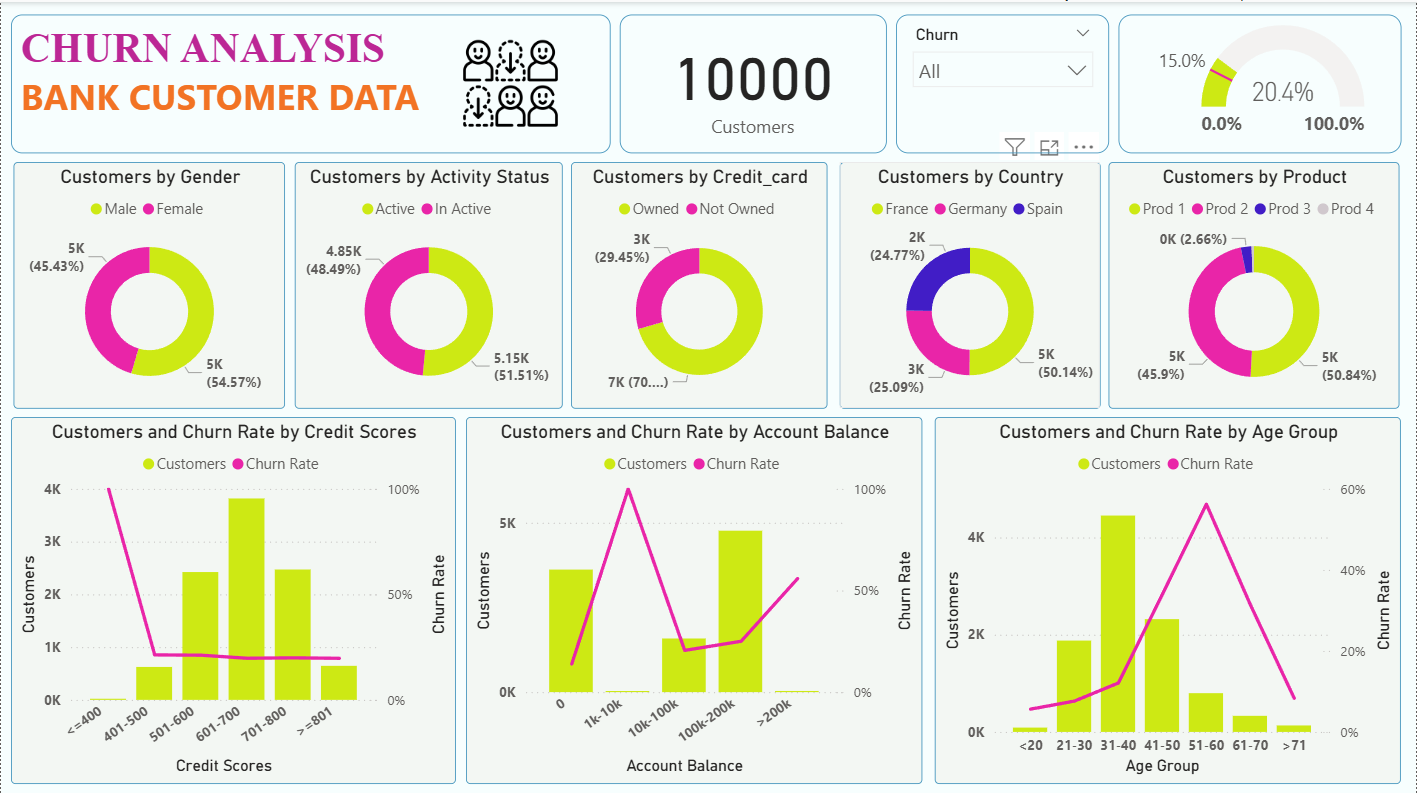 CHURN ANALYSIS
BANK CUSTOMER DATA
10000
Customers
Churn
All
15.0%
20.4%
0.0% 100.0%
Customers by Gender
Male Female
5K
(45.43%)
5K
(54.57%)
Customers by Activity Status
Active In Active
4.85K
(48.49%)
5.15K
(51.51%)
Customers by Credit_card
Owned Not Owned
3K
(29.45%)
7K (70....)
Customers by Country
France Germany Spain
2K
(24.77%)
3K
(25.09%)
5K
(50.14%)
Customers by Product
Prod 1 Prod 2 Prod 3 Prod 4
0K (2.66%)
5K
(45.9%)
5K
(50.84%)
Customers and Churn Rate by Credit Scores
Customers Churn Rate
4K
3K
2K
1K
0K
Customers
100%
50%
0%
Churn Rate
<=400 401-500 501-600 601-700 701-800 >=801
Credit Scores
Customers and Churn Rate by Account Balance
Customers Churn Rate
5K
0K
Customers
100%
50%
0%
Churn Rate
0 1k-10k 10k-100k 100k-200k >200k
Account Balance
Customers and Churn Rate by Age Group
Customers Churn Rate
4K
2K
0K
Customers
60%
40%
20%
0%
Churn Rate
<20 21-30 31-40 41-50 51-60 61-70 >71
Age Group